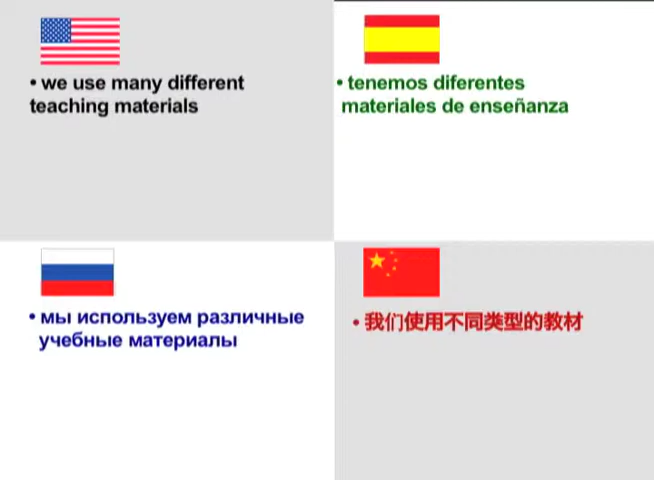 • we use many different
teaching materials
• tenemos diferentes
materiales de enseñanza
• мы используем различные
учебные материалы
• 我们使用不同类型的教材